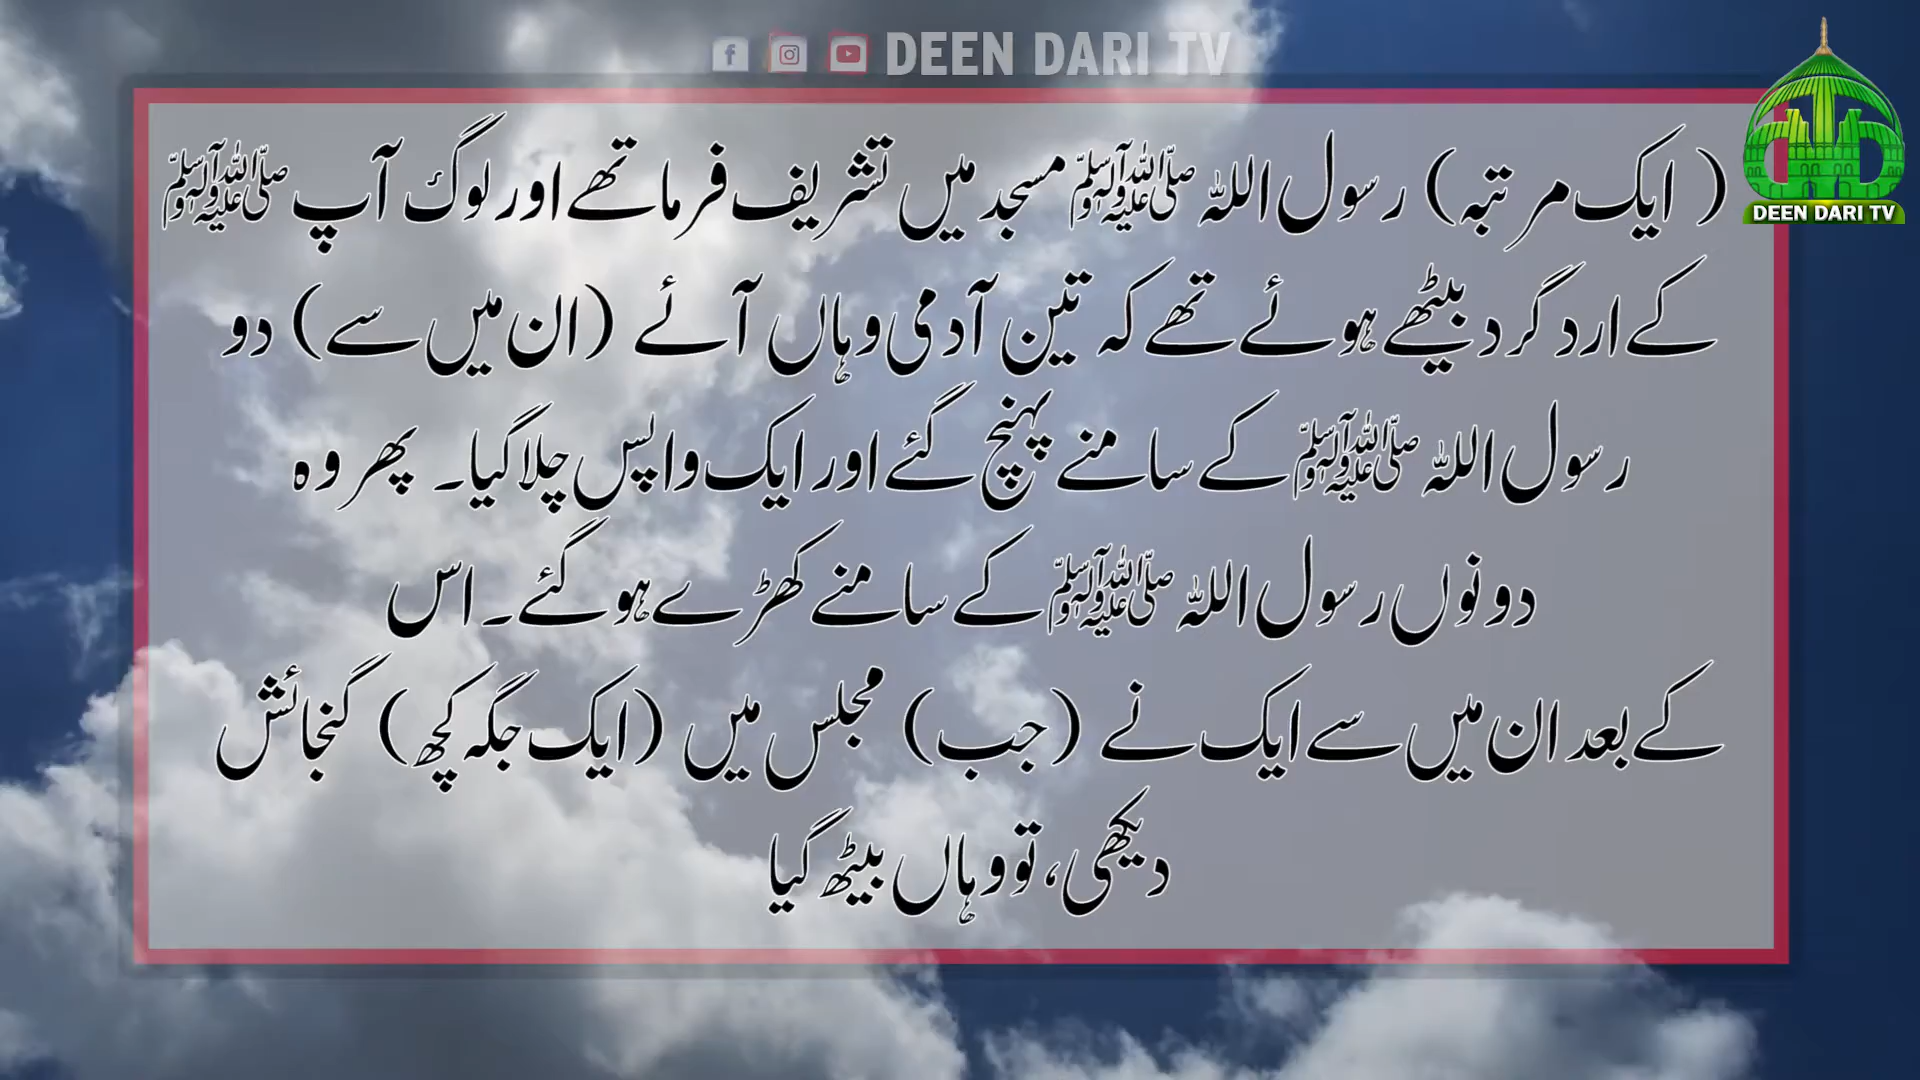 DEEN DARI TV
DEEN DARI TV
( ایک مرتبہ) رسول اللہ ﷺ مسجد میں تشریف فرما تھے اور لوگ آپ ﷺ
کے ارد گرد بیٹھے ہوئے تھے کہ تین آدمی وہاں آئے (ان میں سے) دو
رسول اللہ ﷺ کے سامنے پہنچ گئے اور ایک واپس چلا گیا۔ پھر وہ
دونوں رسول اللہ ﷺ کے سامنے کھڑے ہو گئے۔ اس
کے بعد ان میں سے ایک نے (جب) مجلس میں (ایک جگہ کچھ) گنجائش
دیکھی، تو وہاں بیٹھ گیا